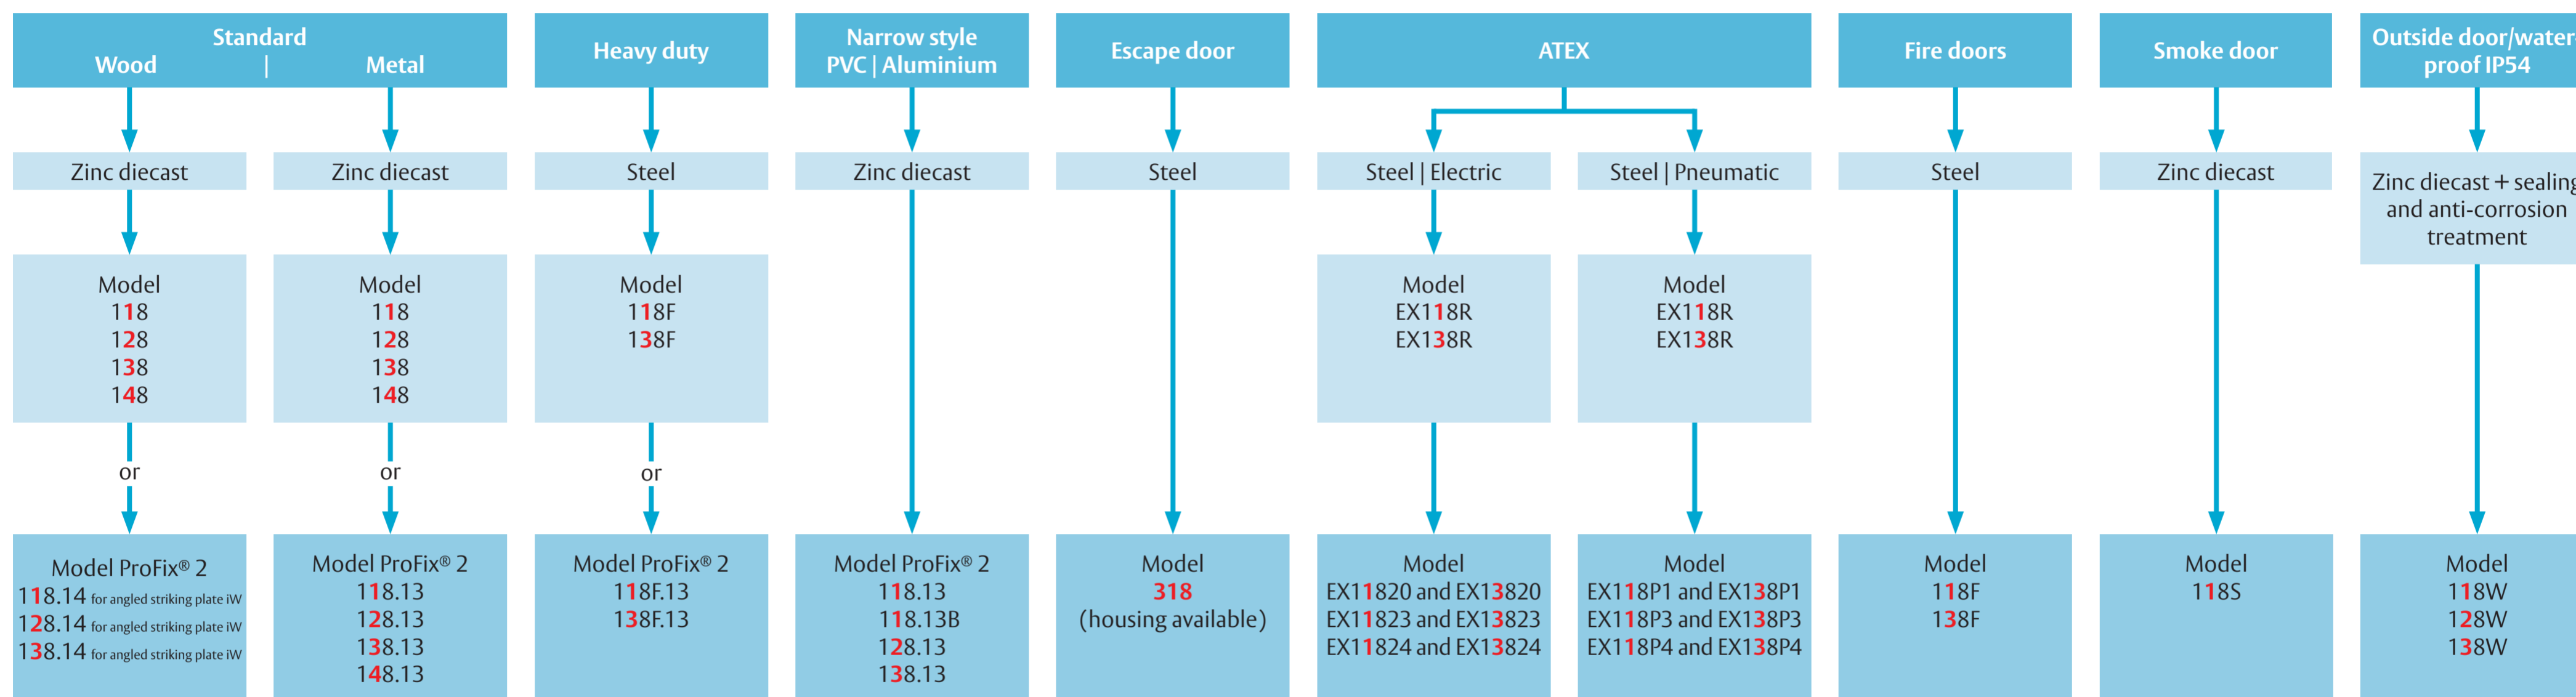 Standard
Wood | Metal
Heavy duty
Narrow style
PVC | Aluminium
Escape door
ATEX
Fire doors
Smoke door
Outside door/water-
proof IP54
Zinc diecast
Zinc diecast
Steel
Zinc diecast
Steel
Steel | Electric
Steel | Pneumatic
Steel
Zinc diecast
Zinc diecast + sealing
and anti-corrosion
treatment
Model
118
128
138
148
Model
118
128
138
148
Model
118F
138F
Model
EX118R
EX138R
Model
EX118R
EX138R
or
or
or
Model ProFix® 2
118.14 for angled striking plate iW
128.14 for angled striking plate iW
138.14 for angled striking plate iW
Model ProFix® 2
118.13
128.13
138.13
148.13
Model ProFix® 2
118F.13
138F.13
Model ProFix® 2
118.13
118.13B
128.13
138.13
Model
318
(housing available)
Model
EX11820 and EX13820
EX11823 and EX13823
EX11824 and EX13824
Model
EX118P1 and EX138P1
EX118P3 and EX138P3
EX118P4 and EX138P4
Model
118F
138F
Model
118S
Model
118W
128W
138W